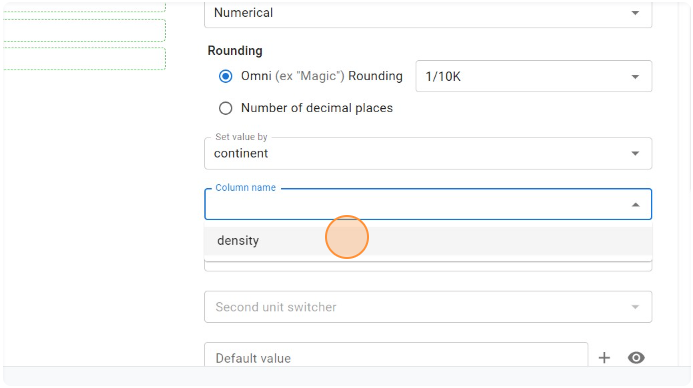 Numerical
Rounding
Omni (ex "Magic") Rounding
1/10K
Number of decimal places
Set value by
continent
Column name
density
Second unit switcher
Default value